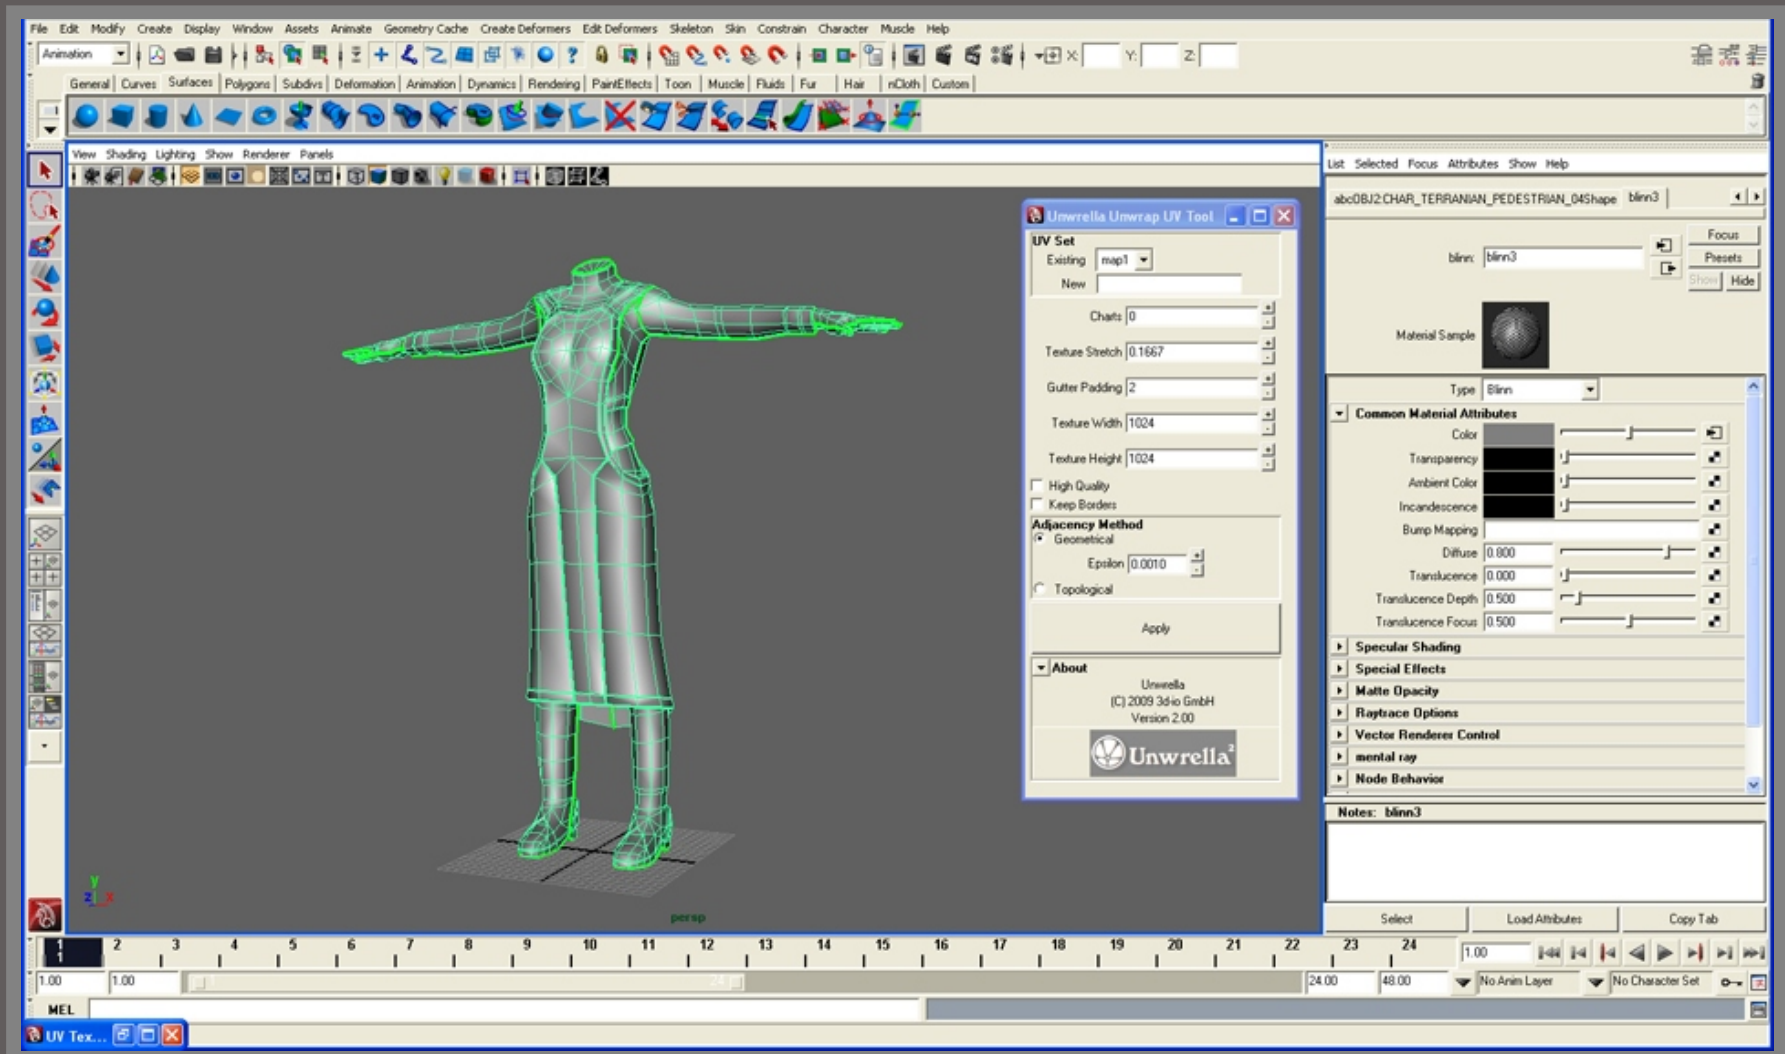 File Edit Modify Create Display Window Assets Animate Geometry Cache Create Deformers Edit Deformers Skeleton Skin Constrain Character Muscle Help
Animation X: Y: Z:
General Curves Surfaces Polygons Subdivs Deformation Animation Dynamics Rendering PaintEffects Toon Muscle Fluids Fur Hair nCloth Custom
View Shading Lighting Show Renderer Panels
Unwrella Unwrap UV Tool
UV Set
Existing map1
New
Charts 0
Texture Stretch 0.1667
Gutter Padding 2
Texture Width 1024
Texture Height 1024
High Quality
Keep Borders
Adjacency Method
Geometrical
Epsilon 0.0010
Topological
Apply
About
Unwrella
(C) 2009 3d-io GmbH
Version 2.00
Unwrella²
y
z x
persp
List Selected Focus Attributes Show Help
abcOBJ2:CHAR_TERRANIAN_PEDESTRIAN_04Shape blinn3
Focus
blinn: blinn3 Presets
Show Hide
Material Sample
Type Blinn
Common Material Attributes
Color
Transparency
Ambient Color
Incandescence
Bump Mapping
Diffuse 0.800
Translucence 0.000
Translucence Depth 0.500
Translucence Focus 0.500
Specular Shading
Special Effects
Matte Opacity
Raytrace Options
Vector Renderer Control
mental ray
Node Behavior
Notes: blinn3
Select Load Attributes Copy Tab
1 2 3 4 5 6 7 8 9 10 11 12 13 14 15 16 17 18 19 20 21 22 23 24 1.00
1
1.00 1.00 24 24.00 48.00 No Anim Layer No Character Set
MEL
UV Tex...